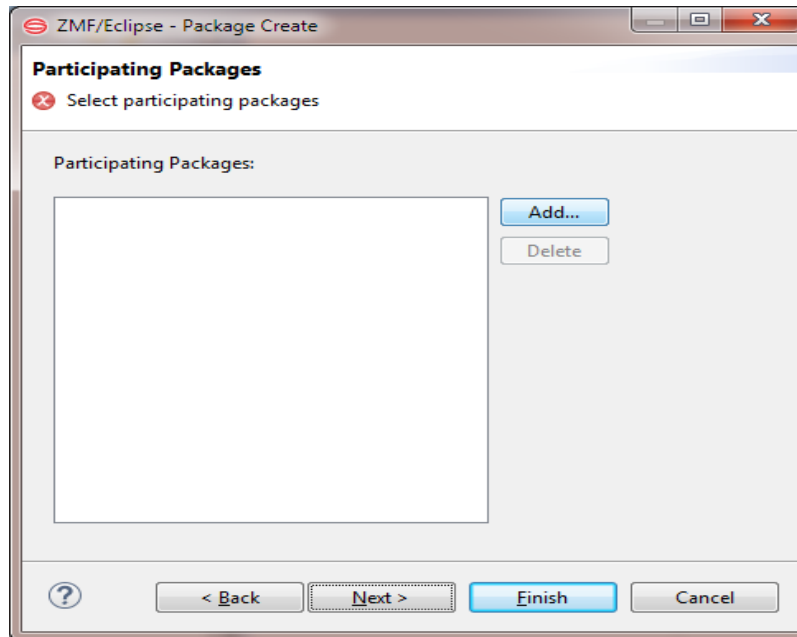 ZMF/Eclipse - Package Create
Participating Packages
Select participating packages
Participating Packages:
Add...
Delete
?
< Back
Next >
Finish
Cancel